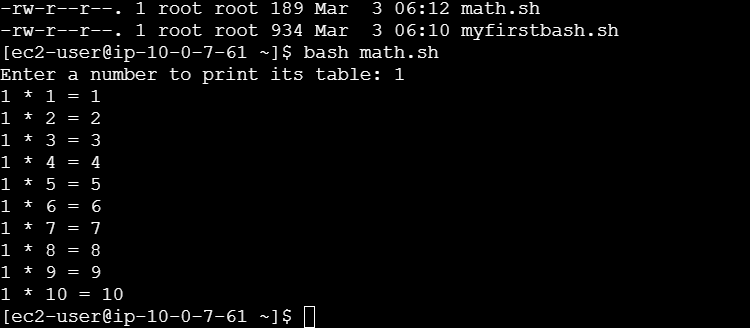 -rw-r--r--. 1 root root 189 Mar  3 06:12 math.sh
-rw-r--r--. 1 root root 934 Mar  3 06:10 myfirstbash.sh
[ec2-user@ip-10-0-7-61 ~]$ bash math.sh
Enter a number to print its table: 1
1 * 1 = 1
1 * 2 = 2
1 * 3 = 3
1 * 4 = 4
1 * 5 = 5
1 * 6 = 6
1 * 7 = 7
1 * 8 = 8
1 * 9 = 9
1 * 10 = 10
[ec2-user@ip-10-0-7-61 ~]$